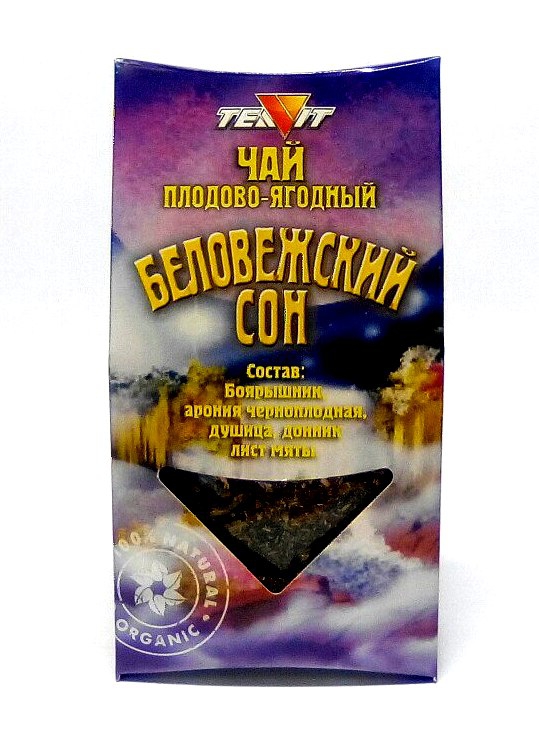 TEAVIT
ЧАЙ
ПЛОДОВО-ЯГОДНЫЙ
БЕЛОВЕЖСКИЙ
СОН
Состав:
Боярышник,
арония черноплодная,
душица, донник
лист мяты
100% NATURAL
ORGANIC